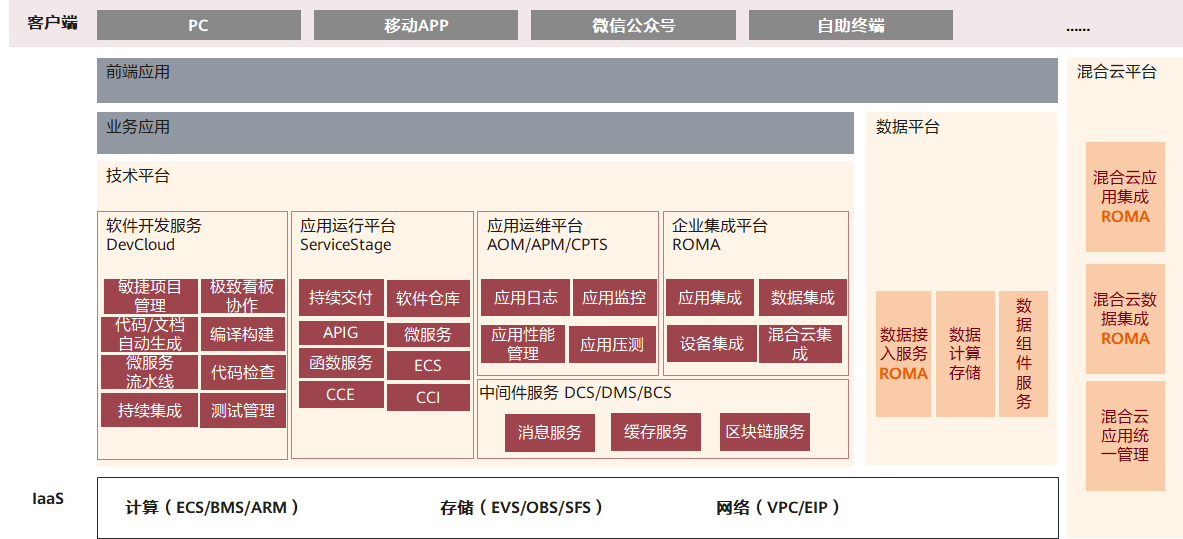 客户端
PC
移动APP
微信公众号
自助终端
......
前端应用
业务应用
技术平台
软件开发服务
DevCloud
敏捷项目
管理
极致看板
协作
代码/文档
自动生成
编译构建
微服务
流水线
代码检查
持续集成
测试管理
应用运行平台
ServiceStage
持续交付
软件仓库
APIG
微服务
函数服务
ECS
CCE
CCI
应用运维平台
AOM/APM/CPTS
应用日志
应用监控
应用性能
管理
应用压测
企业集成平台
ROMA
应用集成
数据集成
设备集成
混合云集
成
中间件服务 DCS/DMS/BCS
消息服务
缓存服务
区块链服务
数据平台
数据接
入服务
ROMA
数据
计算
存储
数
据
组
件
服
务
混合云平台
混合云应
用集成
ROMA
混合云数
据集成
ROMA
混合云
应用统
一管理
IaaS
计算（ECS/BMS/ARM）
存储（EVS/OBS/SFS）
网络（VPC/EIP）